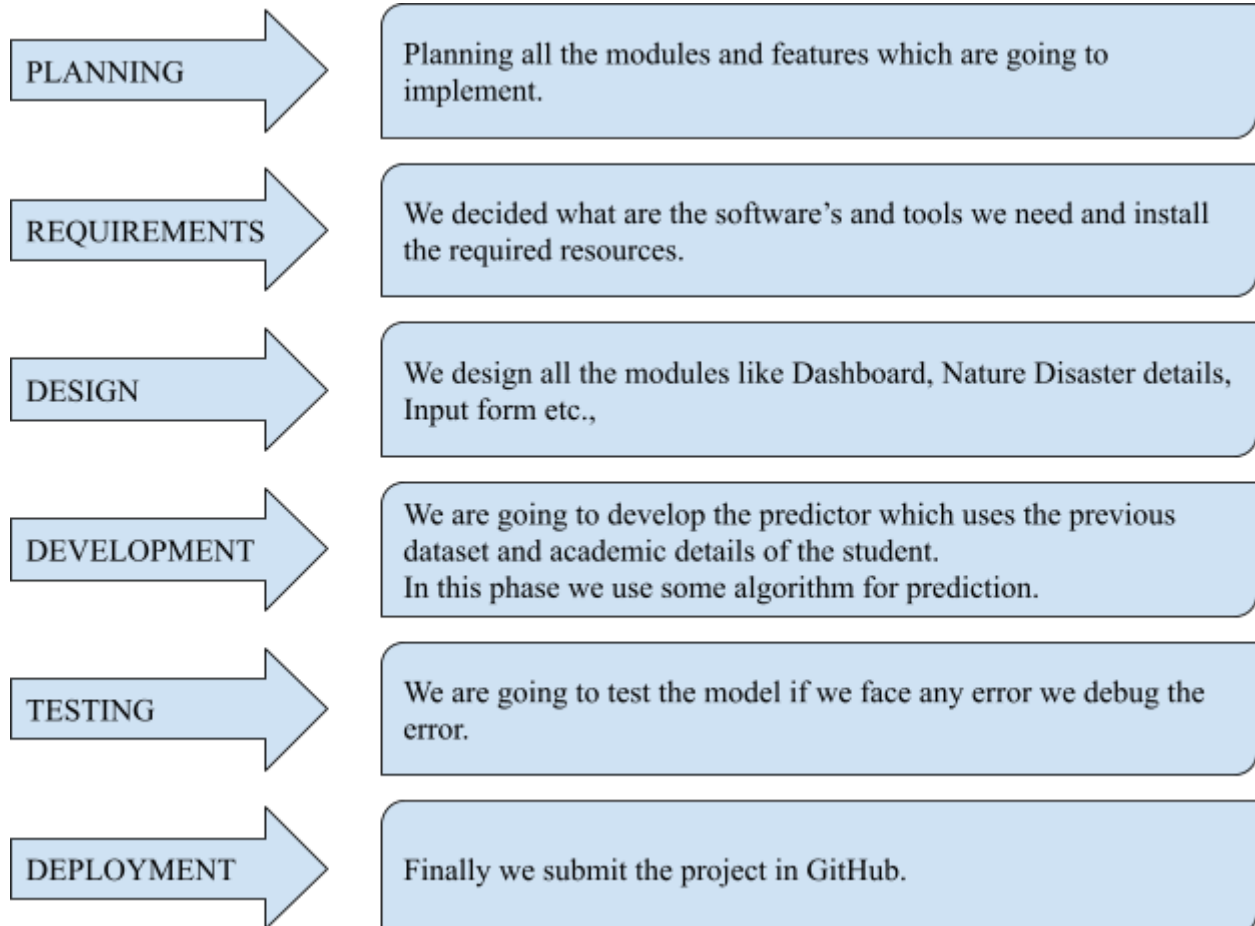 PLANNING
Planning all the modules and features which are going to
implement.
REQUIREMENTS
We decided what are the software’s and tools we need and install
the required resources.
DESIGN
We design all the modules like Dashboard, Nature Disaster details,
Input form etc.,
DEVELOPMENT
We are going to develop the predictor which uses the previous
dataset and academic details of the student.
In this phase we use some algorithm for prediction.
TESTING
We are going to test the model if we face any error we debug the
error.
DEPLOYMENT
Finally we submit the project in GitHub.